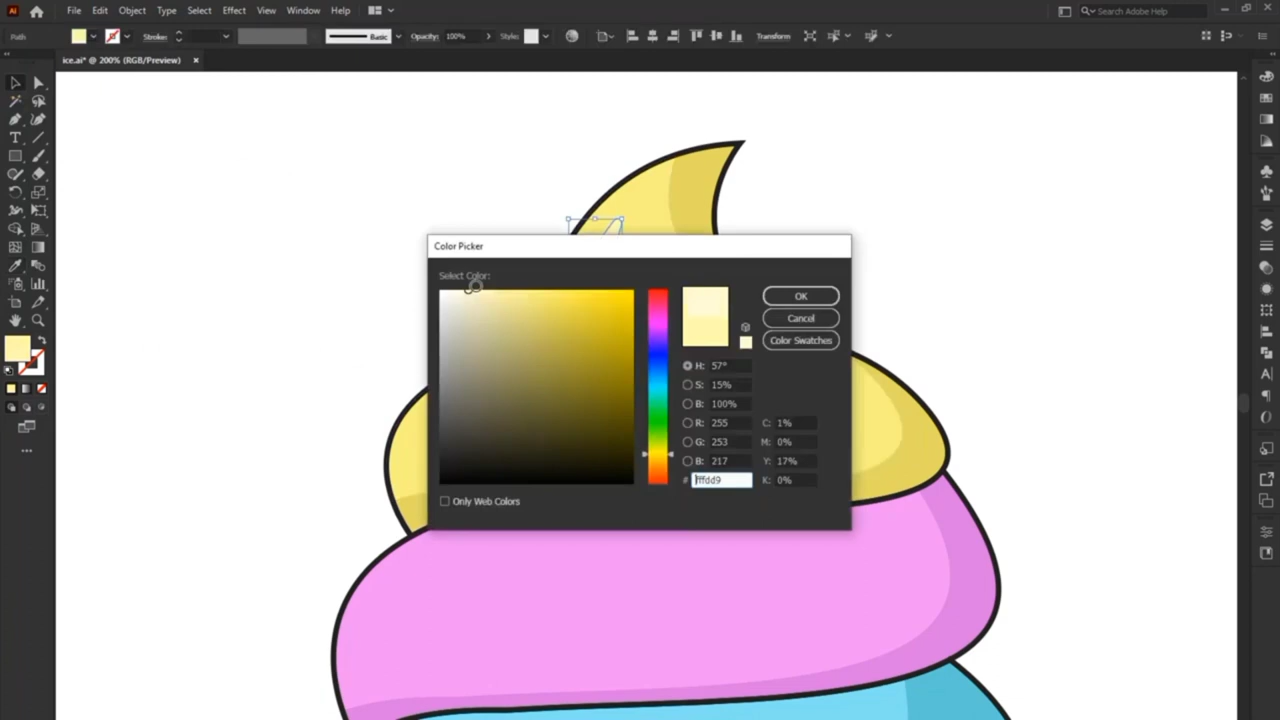 Ai File Edit Object Type Select Effect View Window Help Search Adobe Help
Path Stroke: Basic Opacity: 100% Style: Transform
ice.ai* @ 200% (RGB/Preview) ×
Color Picker
Select Color:
OK
Cancel
Color Swatches
H: 57°
S: 15%
B: 100%
R: 255 C: 1%
G: 253 M: 0%
B: 217 Y: 17%
# fffdd9 K: 0%
Only Web Colors